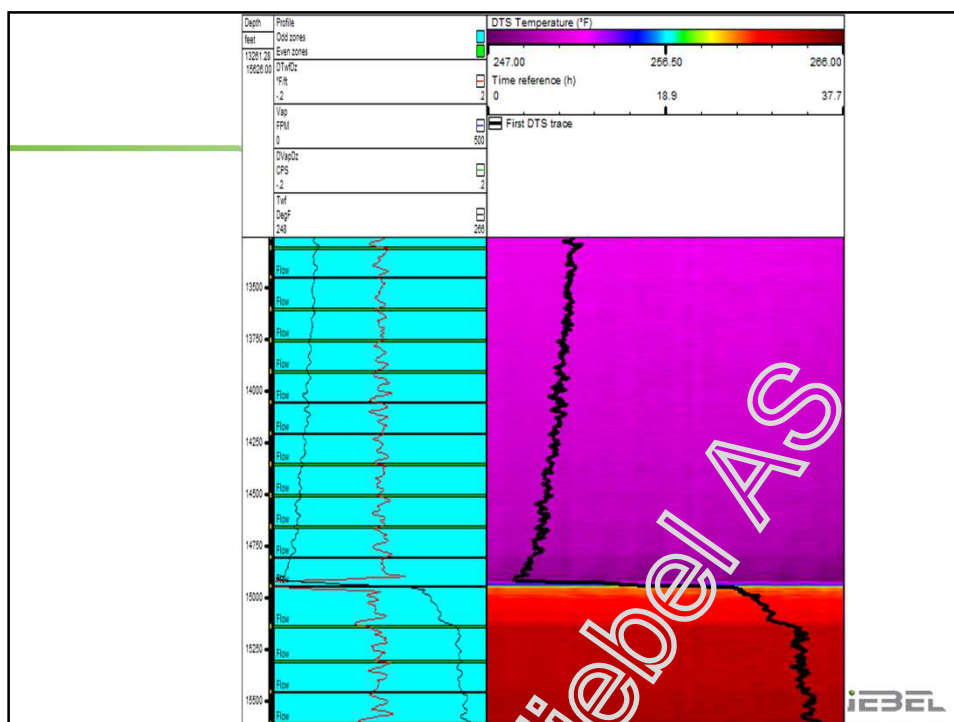 Depth
feet
13261.28
15626.00
Profile
Odd zones
Even zones
DTwfDz
°F/ft
-.2 .2
Vap
FPM
0 500
DVapDz
CPS
-.2 .2
Twf
DegF
248 266
DTS Temperature (°F)
247.00 256.50 266.00
Time reference (h)
0 18.9 37.7
First DTS trace
Flow
13500
Flow
Flow
13750
Flow
Flow
14000
Flow
Flow
14250
Flow
Flow
14500
Flow
Flow
14750
Flow
15000
Flow
Flow
15250
Flow
15500
Flow
Ziebel AS
ZIEBEL